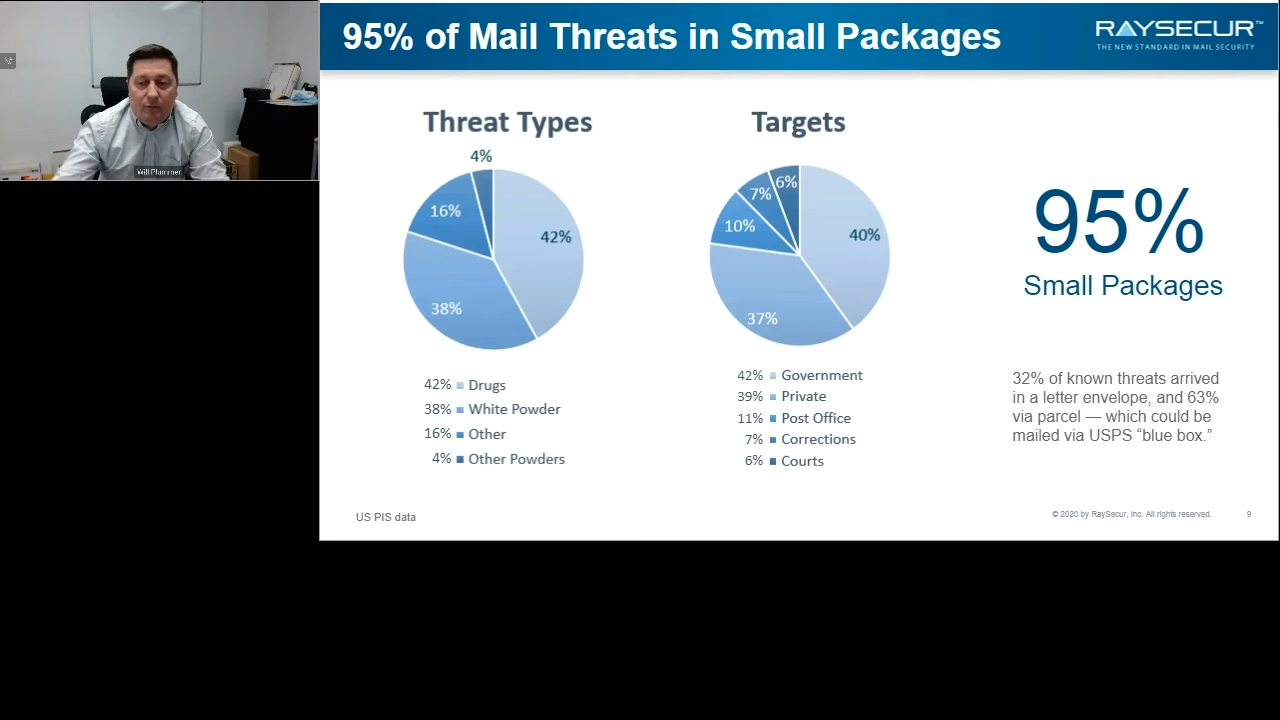 95% of Mail Threats in Small Packages
RAYSECUR™
THE NEW STANDARD IN MAIL SECURITY
Will Plummer
Threat Types
4%
16%
42%
38%
42% Drugs
38% White Powder
16% Other
4% Other Powders
Targets
6%
7%
10%
40%
37%
42% Government
39% Private
11% Post Office
7% Corrections
6% Courts
95%
Small Packages
32% of known threats arrived
in a letter envelope, and 63%
via parcel — which could be
mailed via USPS “blue box.”
US PIS data
© 2020 by RaySecur, Inc. All rights reserved.
9